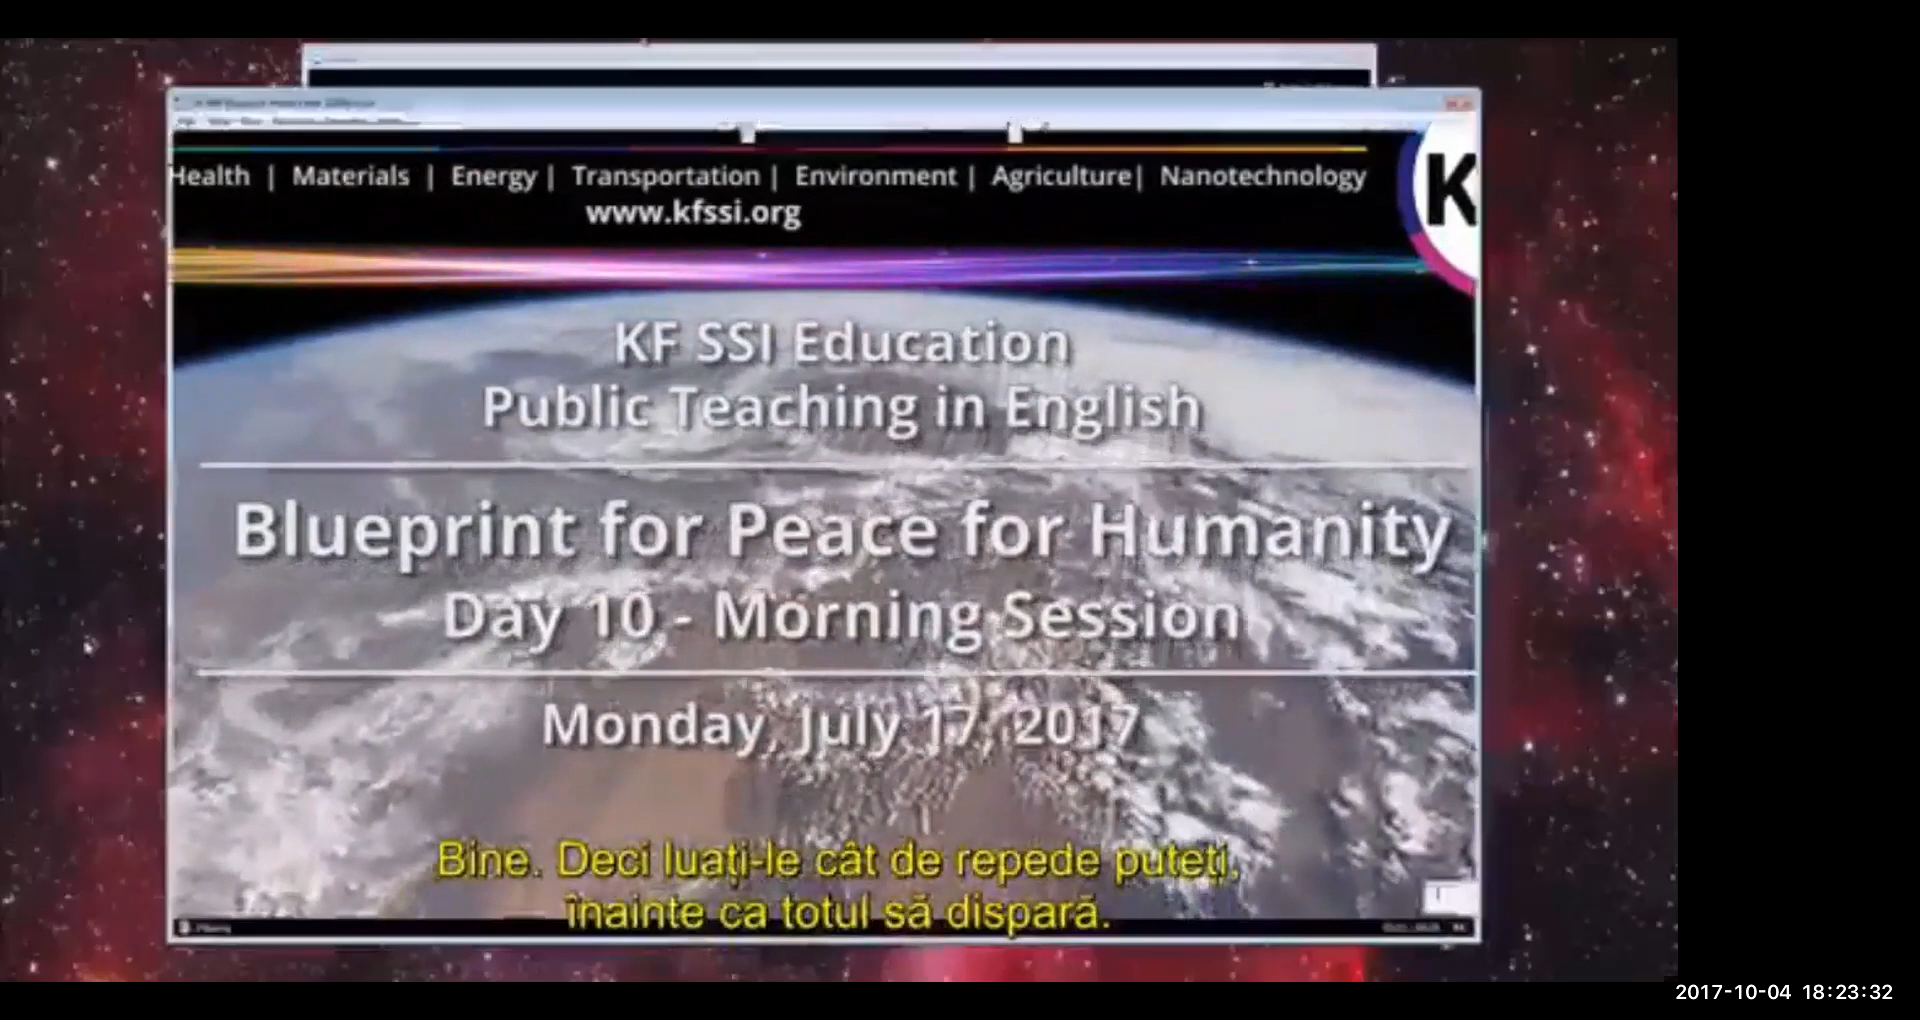 Health | Materials | Energy | Transportation | Environment | Agriculture | Nanotechnology
www.kfssi.org
K
KF SSI Education
Public Teaching in English
Blueprint for Peace for Humanity
Day 10 - Morning Session
Monday, July 17, 2017
Bine. Deci luați-le cât de repede puteți,
înainte ca totul să dispară.
2017-10-04 18:23:32